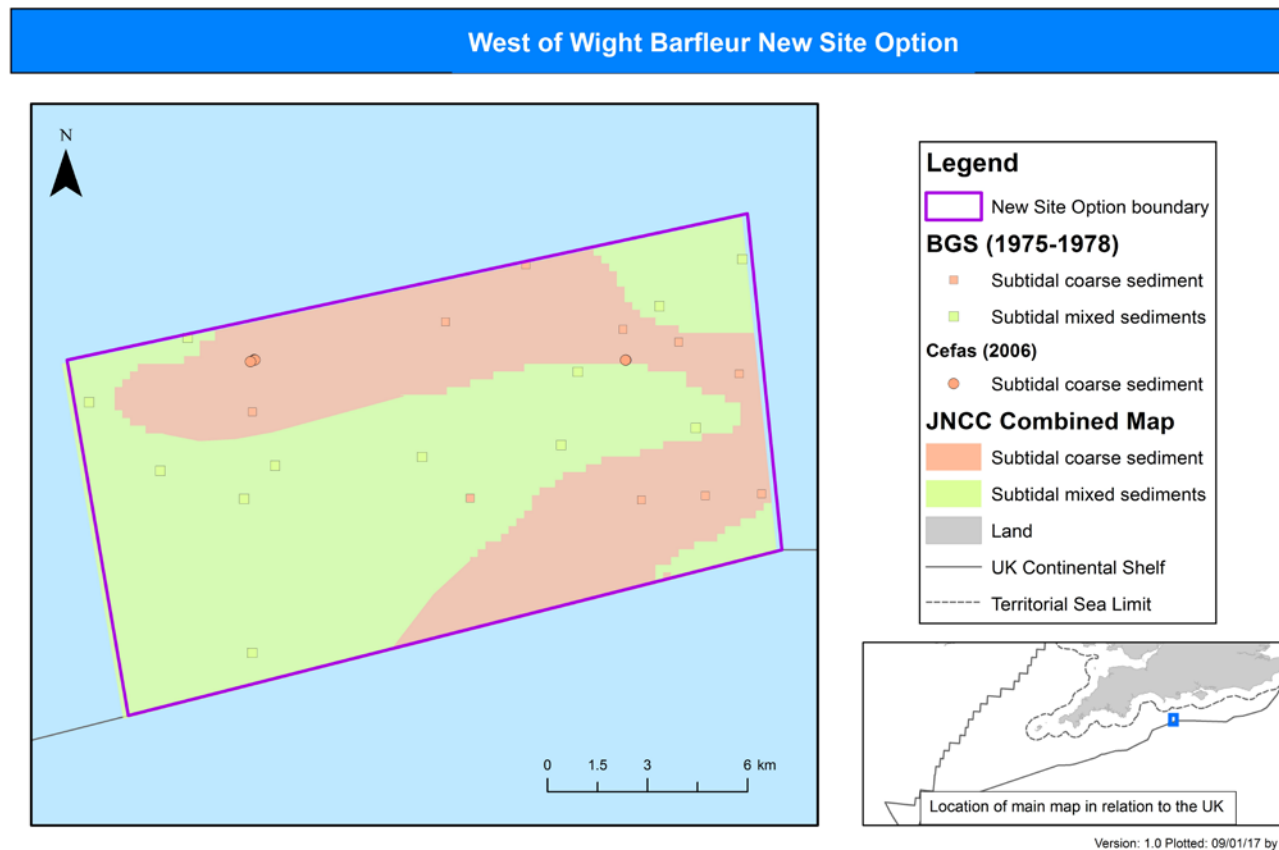 West of Wight Barfleur New Site Option
N
0 1.5 3 6 km
Legend
New Site Option boundary
BGS (1975-1978)
Subtidal coarse sediment
Subtidal mixed sediments
Cefas (2006)
Subtidal coarse sediment
JNCC Combined Map
Subtidal coarse sediment
Subtidal mixed sediments
Land
UK Continental Shelf
Territorial Sea Limit
Location of main map in relation to the UK
Version: 1.0 Plotted: 09/01/17 by